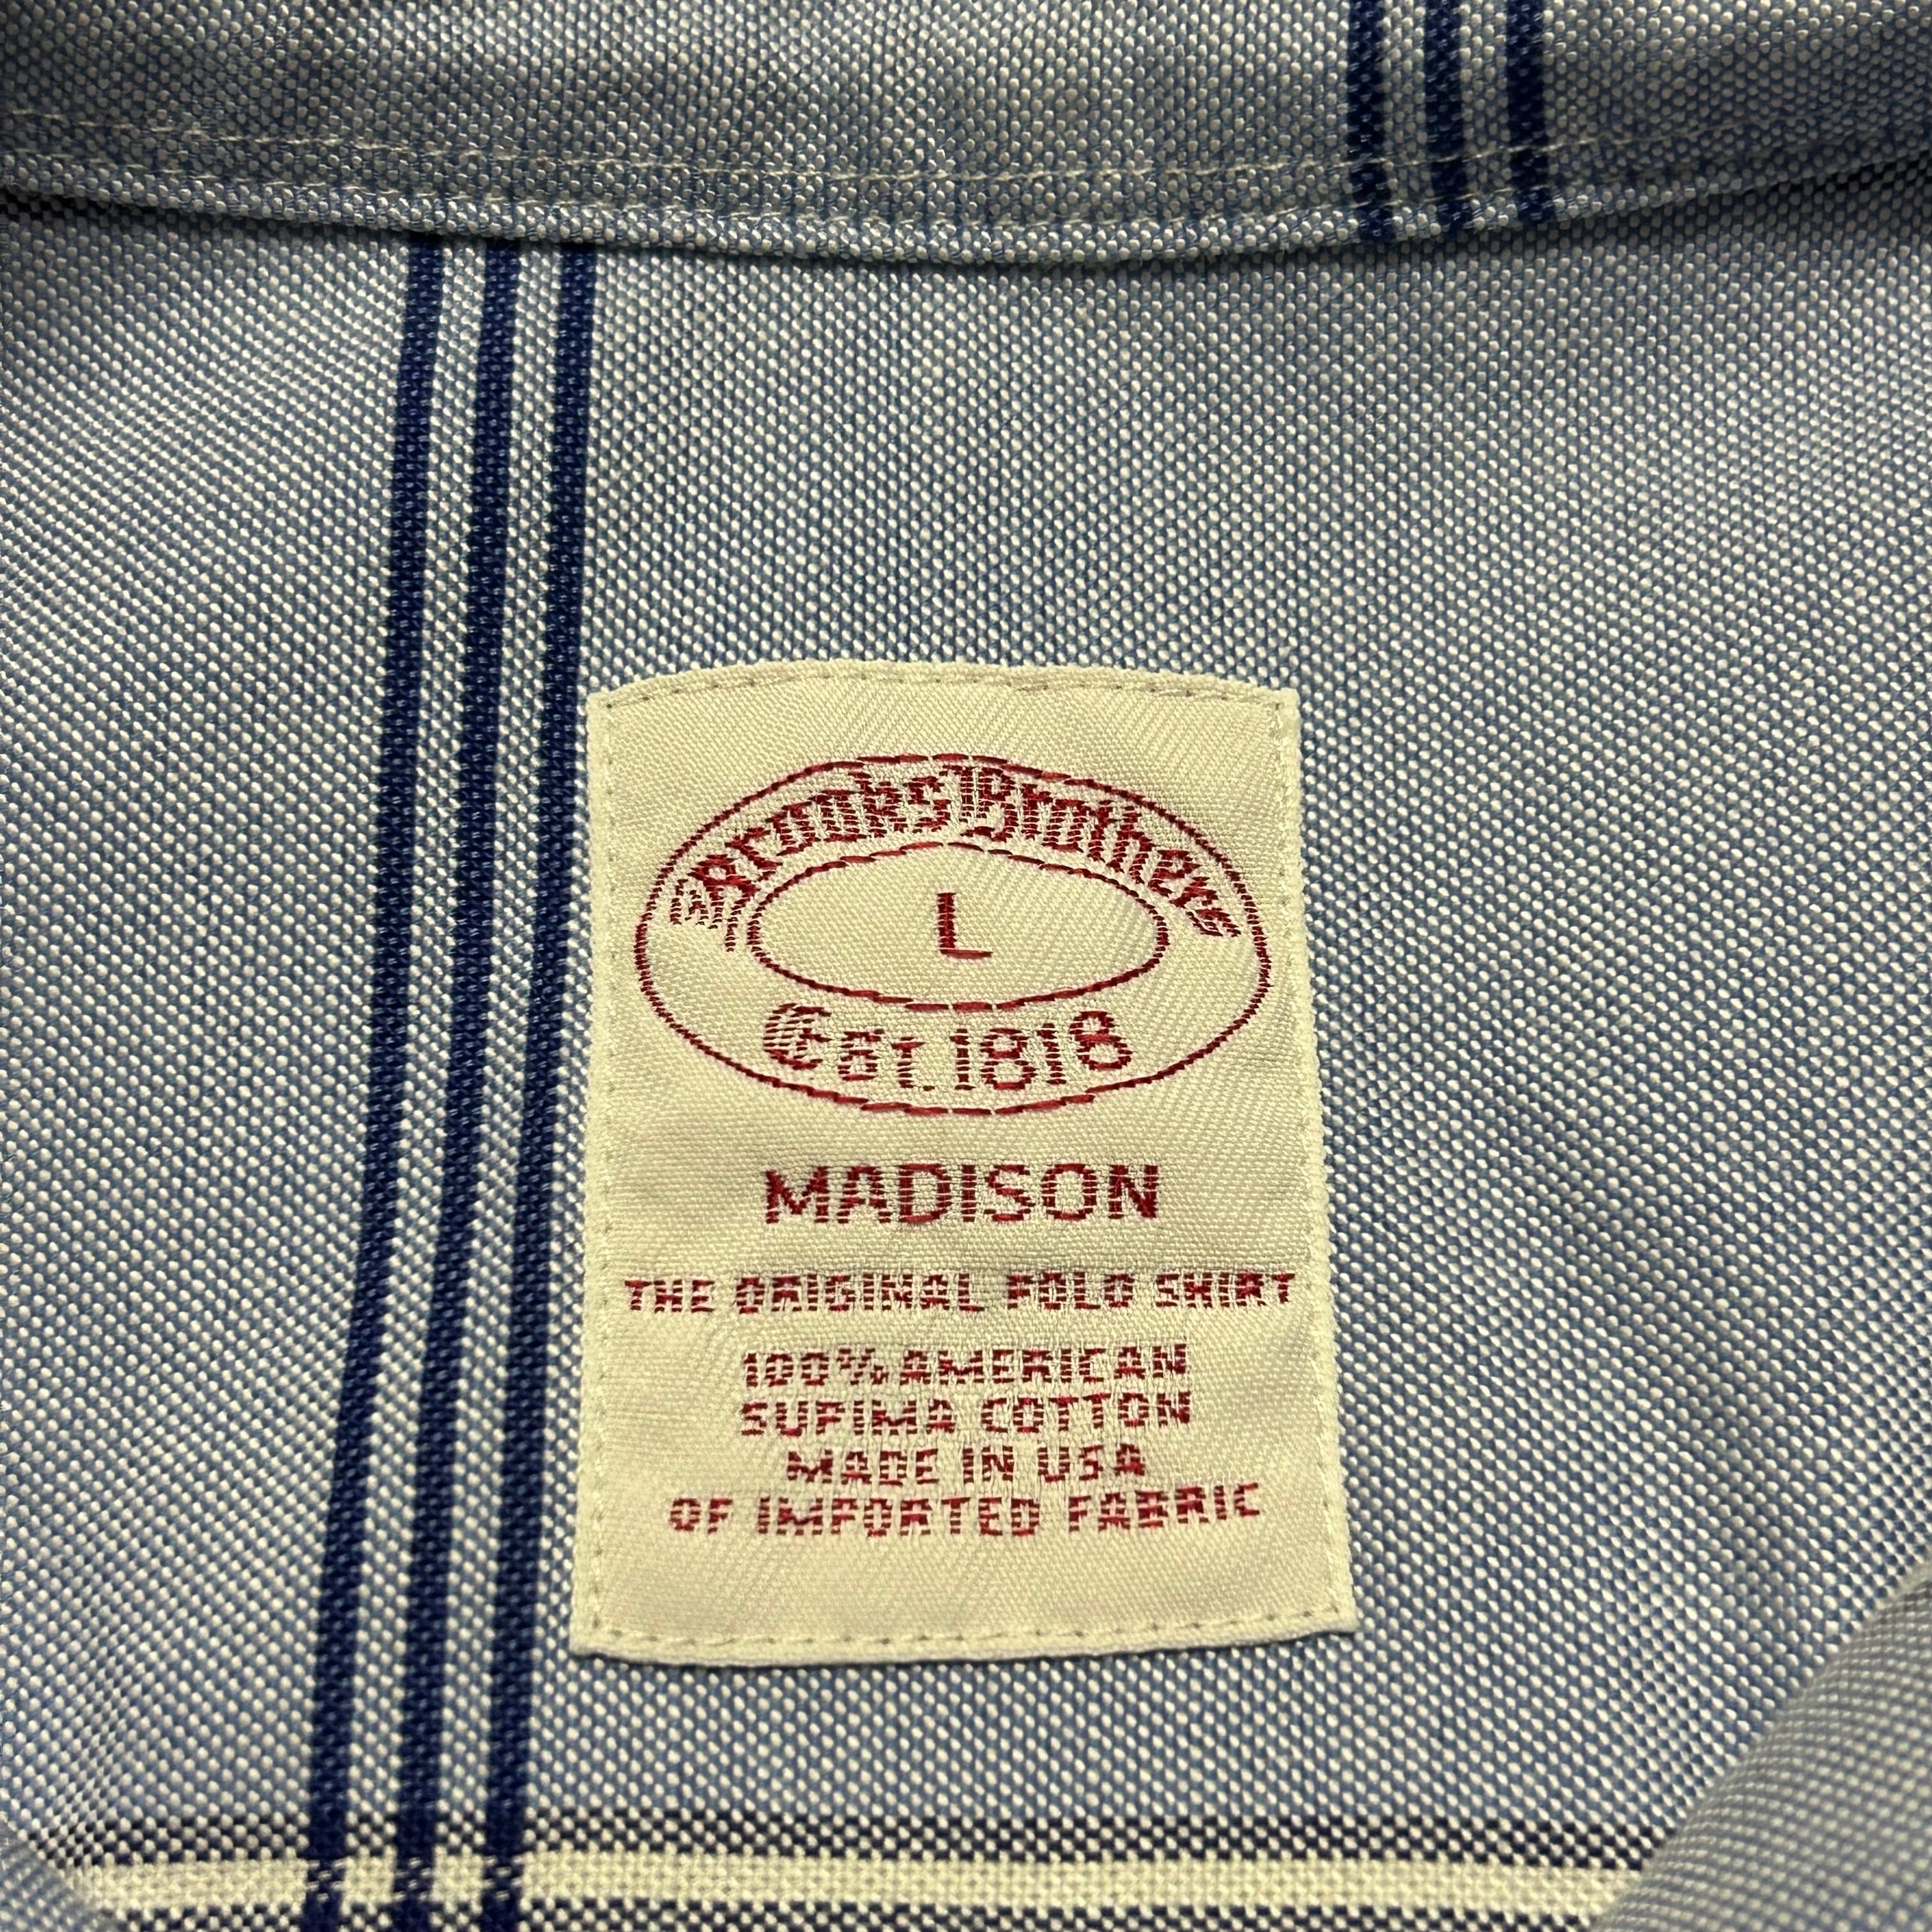 Brooks Brothers
L
Est. 1818
MADISON
THE ORIGINAL POLO SHIRT
100% AMERICAN
SUPIMA COTTON
MADE IN USA
OF IMPORTED FABRIC